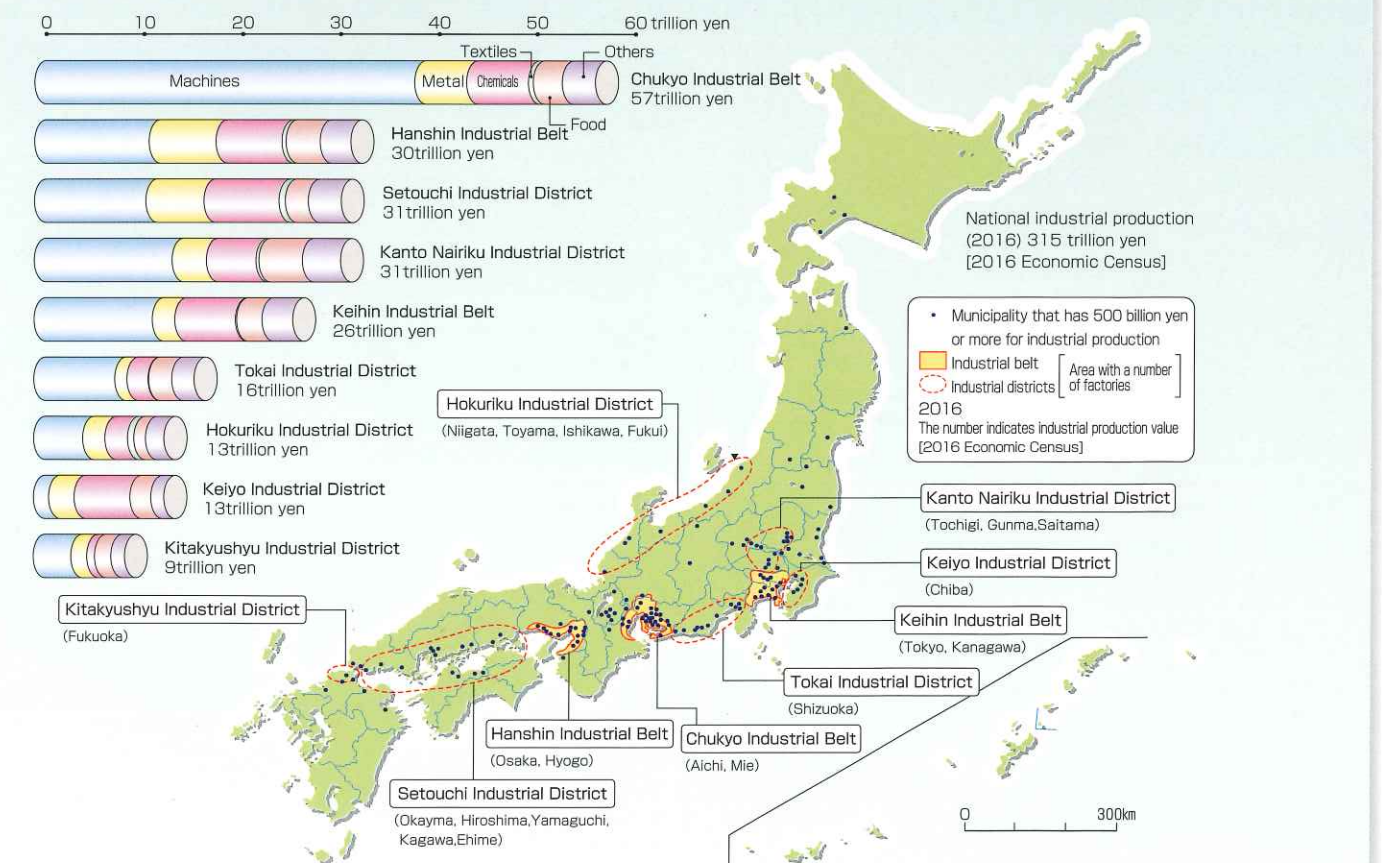 0 10 20 30 40 50 60 trillion yen
Textiles
Others
Machines
Metal
Chemicals
Food
Chukyo Industrial Belt
57trillion yen
Hanshin Industrial Belt
30trillion yen
Setouchi Industrial District
31trillion yen
Kanto Nairiku Industrial District
31trillion yen
Keihin Industrial Belt
26trillion yen
Tokai Industrial District
16trillion yen
Hokuriku Industrial District
13trillion yen
Keiyo Industrial District
13trillion yen
Kitakyushyu Industrial District
9trillion yen
National industrial production
(2016) 315 trillion yen
[2016 Economic Census]
Municipality that has 500 billion yen
or more for industrial production
Industrial belt
Industrial districts
Area with a number
of factories
2016
The number indicates industrial production value
[2016 Economic Census]
Hokuriku Industrial District
(Niigata, Toyama, Ishikawa, Fukui)
Kanto Nairiku Industrial District
(Tochigi, Gunma,Saitama)
Keiyo Industrial District
(Chiba)
Keihin Industrial Belt
(Tokyo, Kanagawa)
Kitakyushyu Industrial District
(Fukuoka)
Tokai Industrial District
(Shizuoka)
Hanshin Industrial Belt
(Osaka, Hyogo)
Chukyo Industrial Belt
(Aichi, Mie)
Setouchi Industrial District
(Okayma, Hiroshima,Yamaguchi,
Kagawa,Ehime)
0 300km